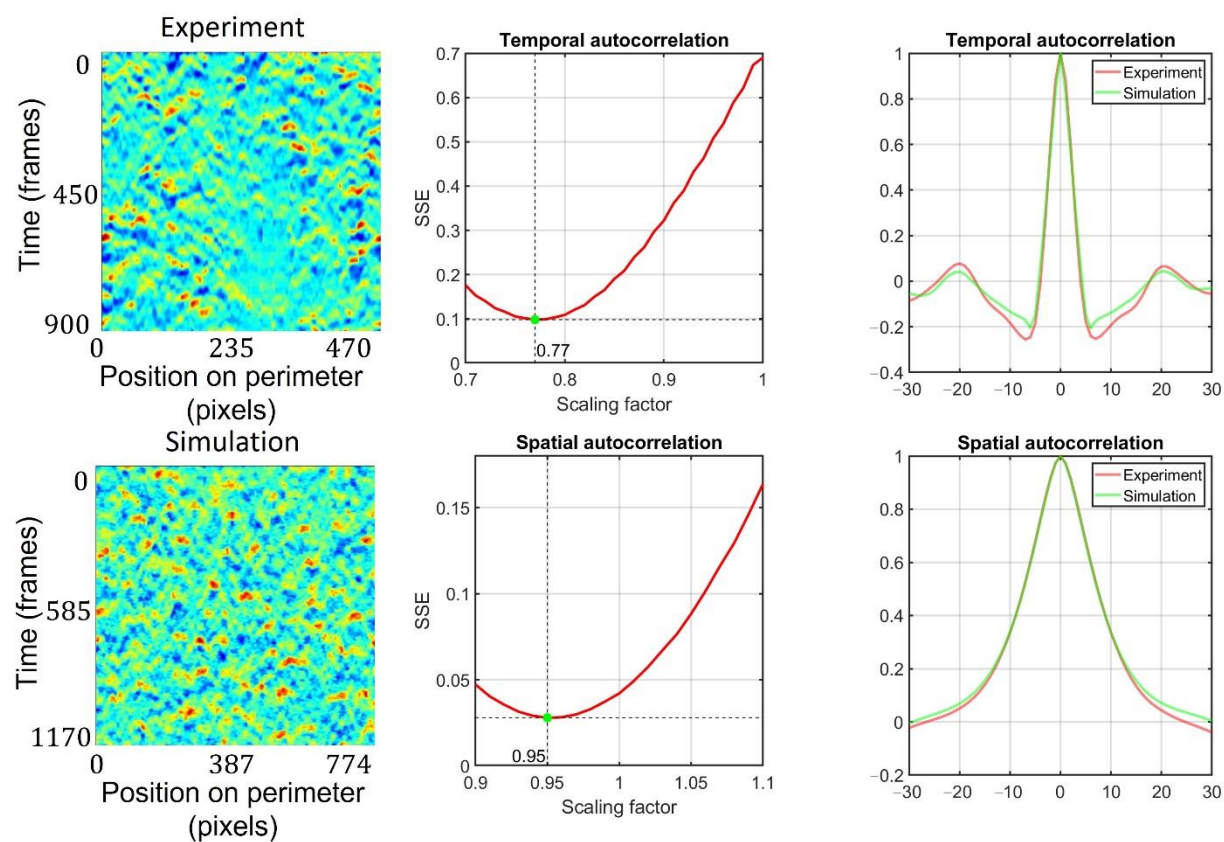 Experiment
Time (frames)
0
450
900
0 235 470
Position on perimeter
(pixels)
Temporal autocorrelation
SSE
0.7
0.6
0.5
0.4
0.3
0.2
0.1
0
0.77
0.7 0.8 0.9 1
Scaling factor
Temporal autocorrelation
Experiment
Simulation
1
0.8
0.6
0.4
0.2
0
−0.2
−0.4
−30 −20 −10 0 10 20 30
Simulation
Time (frames)
0
585
1170
0 387 774
Position on perimeter
(pixels)
Spatial autocorrelation
SSE
0.15
0.1
0.05
0
0.95
0.9 0.95 1 1.05 1.1
Scaling factor
Spatial autocorrelation
Experiment
Simulation
1
0.8
0.6
0.4
0.2
0
−0.2
−30 −20 −10 0 10 20 30